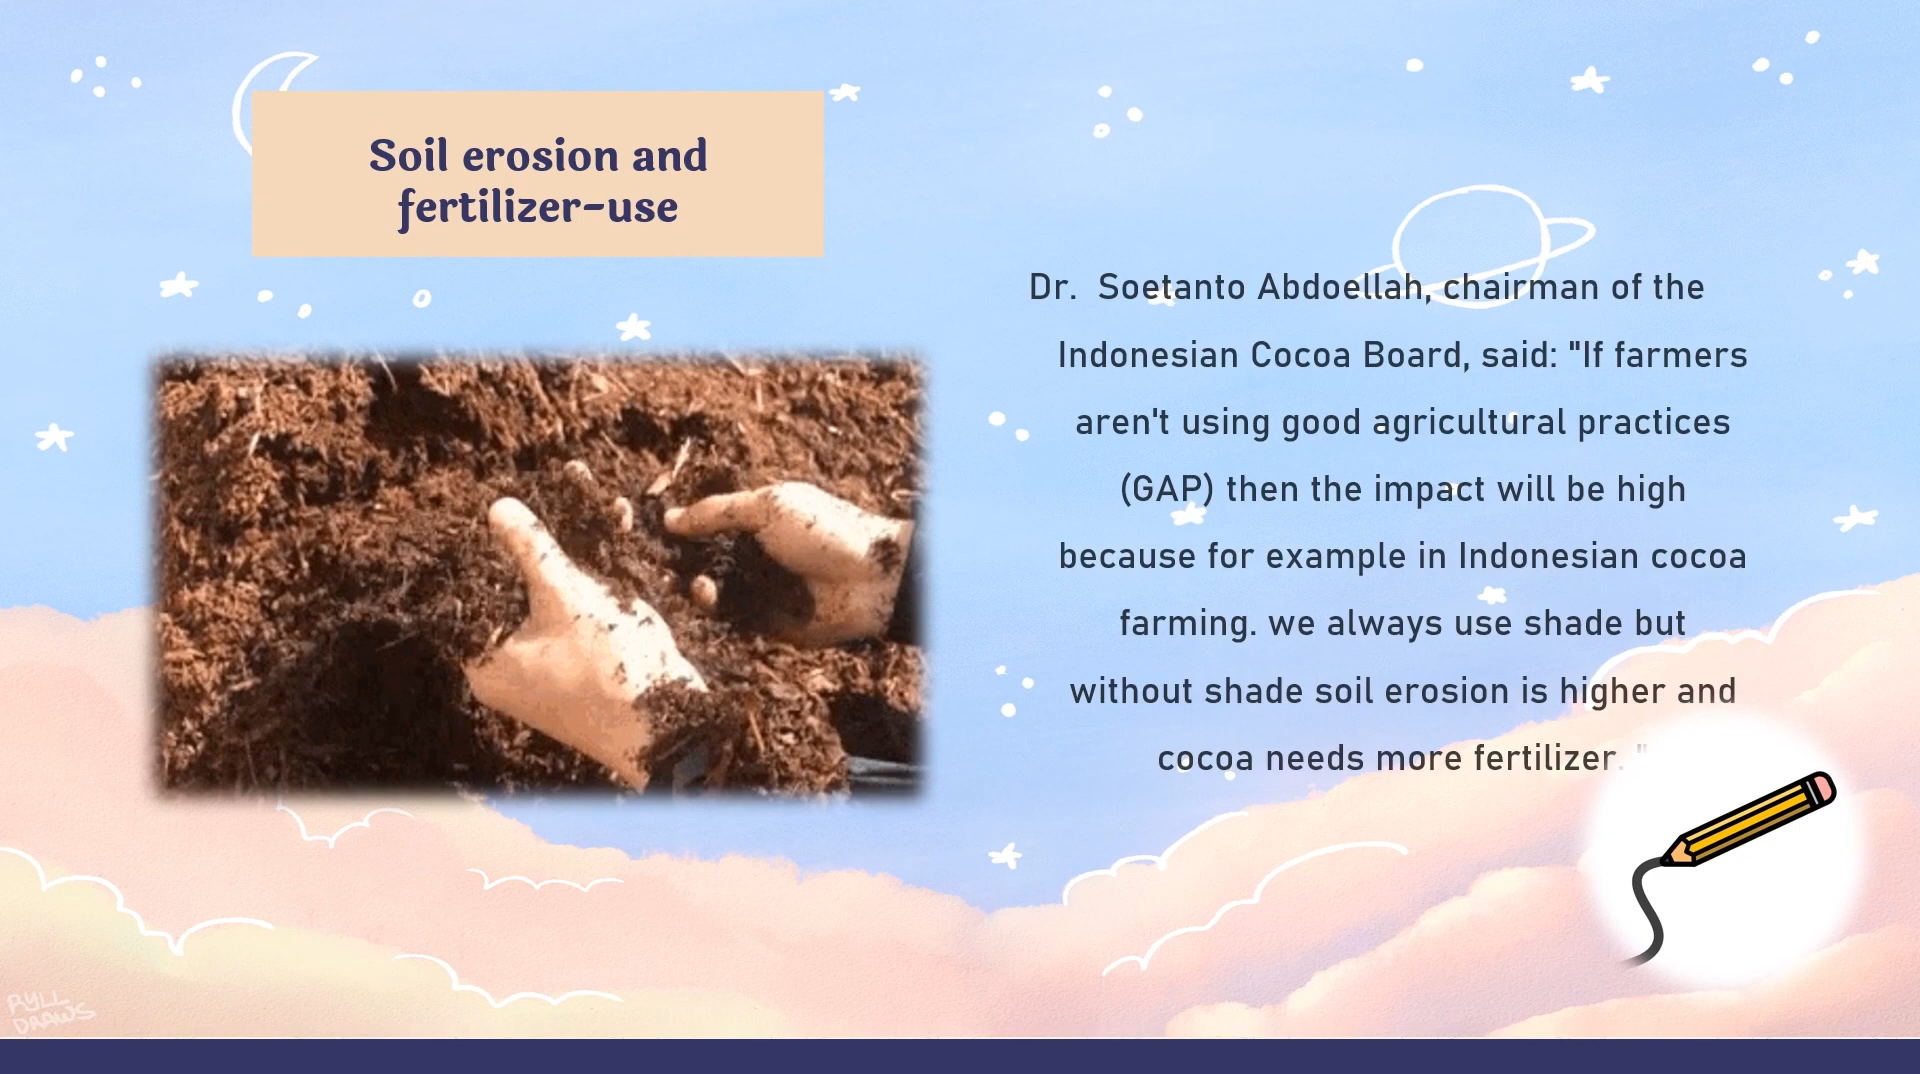 Soil erosion and
fertilizer-use
Dr.  Soetanto Abdoellah, chairman of the
Indonesian Cocoa Board, said: "If farmers
aren't using good agricultural practices
(GAP) then the impact will be high
because for example in Indonesian cocoa
farming. we always use shade but
without shade soil erosion is higher and
cocoa needs more fertilizer. "
RYLL
DRAWS